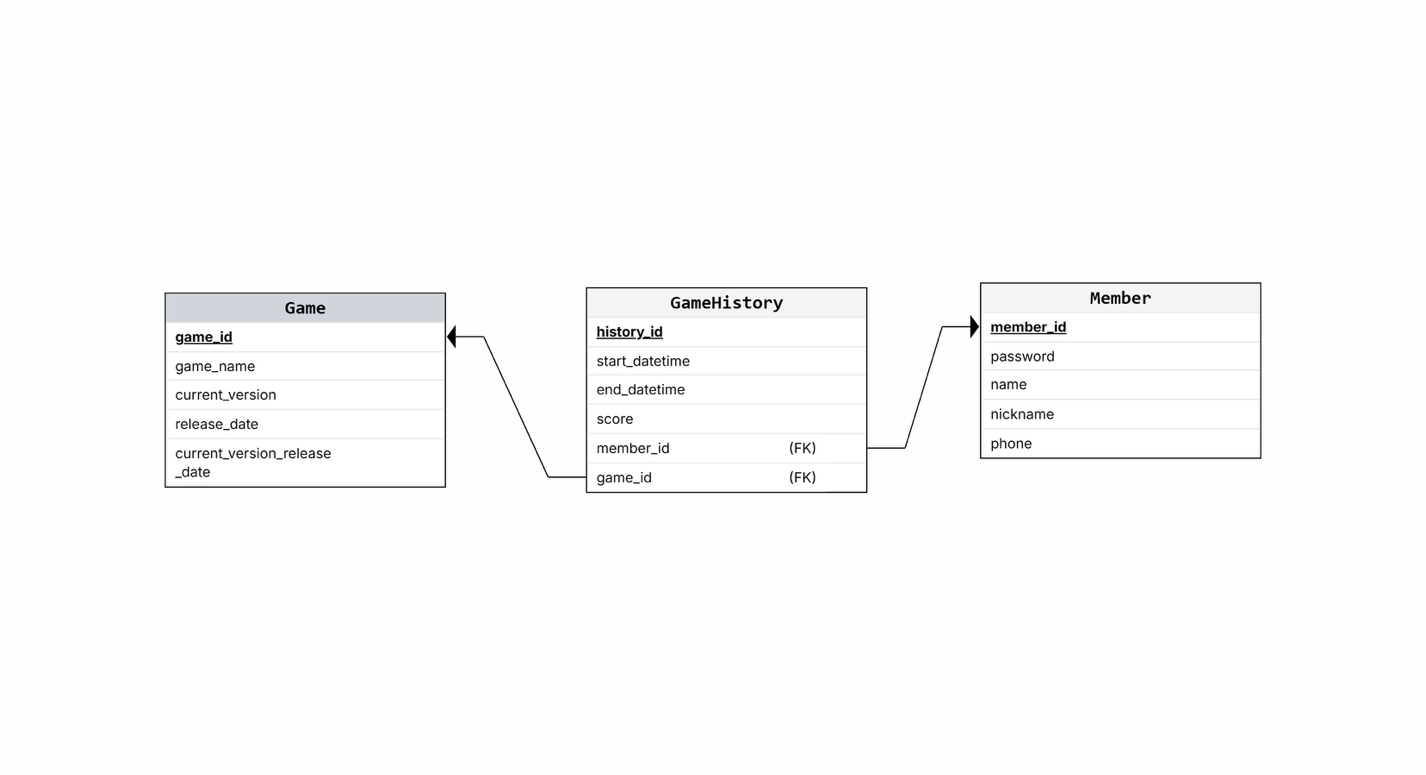 Game
game_id
game_name
current_version
release_date
current_version_release
_date
GameHistory
history_id
start_datetime
end_datetime
score
member_id (FK)
game_id (FK)
Member
member_id
password
name
nickname
phone